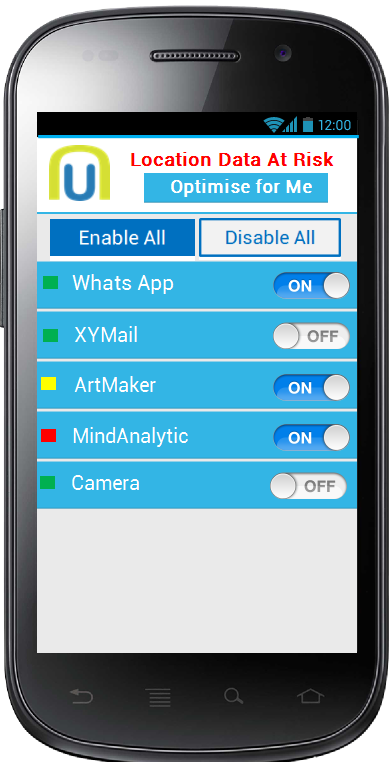 12:00
Location Data At Risk
Optimise for Me
Enable All Disable All
Whats App ON
XYMail OFF
ArtMaker ON
MindAnalytic ON
Camera OFF